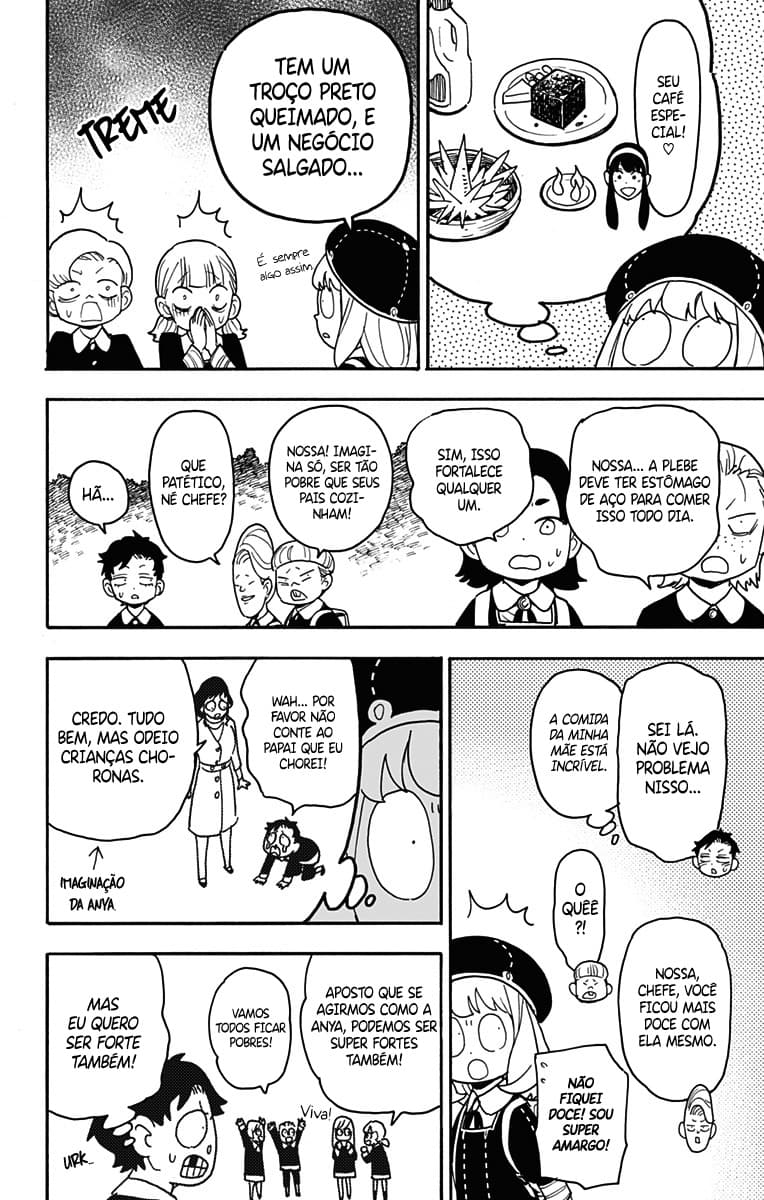 SEU
CAFÉ
ESPE-
CIAL!
♡
TEM UM
TROÇO PRETO
QUEIMADO, E
UM NEGÓCIO
SALGADO...
TREME
É sempre
algo assim.
NOSSA... A PLEBE
DEVE TER ESTÔMAGO
DE AÇO PARA COMER
ISSO TODO DIA.
SIM, ISSO
FORTALECE
QUALQUER
UM.
NOSSA! IMAGI-
NA SÓ, SER TÃO
POBRE QUE SEUS
PAIS COZI-
NHAM!
QUE
PATÉTICO,
NÉ CHEFE?
HÃ...
SEI LÁ.
NÃO VEJO
PROBLEMA
NISSO...
A COMIDA
DA MINHA
MÃE ESTÁ
INCRÍVEL.
O
QUÊÊ
?!
NOSSA,
CHEFE, VOCÊ
FICOU MAIS
DOCE COM
ELA MESMO.
NÃO
FIQUEI
DOCE! SOU
SUPER
AMARGO!
WAH... POR
FAVOR NÃO
CONTE AO
PAPAI QUE EU
CHOREI!
CREDO. TUDO
BEM, MAS ODEIO
CRIANÇAS CHO-
RONAS.
IMAGINAÇÃO
DA ANYA
APOSTO QUE SE
AGIRMOS COMO A
ANYA, PODEMOS SER
SUPER FORTES
TAMBÉM!
VAMOS
TODOS FICAR
POBRES!
Viva!
MAS
EU QUERO
SER FORTE
TAMBÉM!
URK...